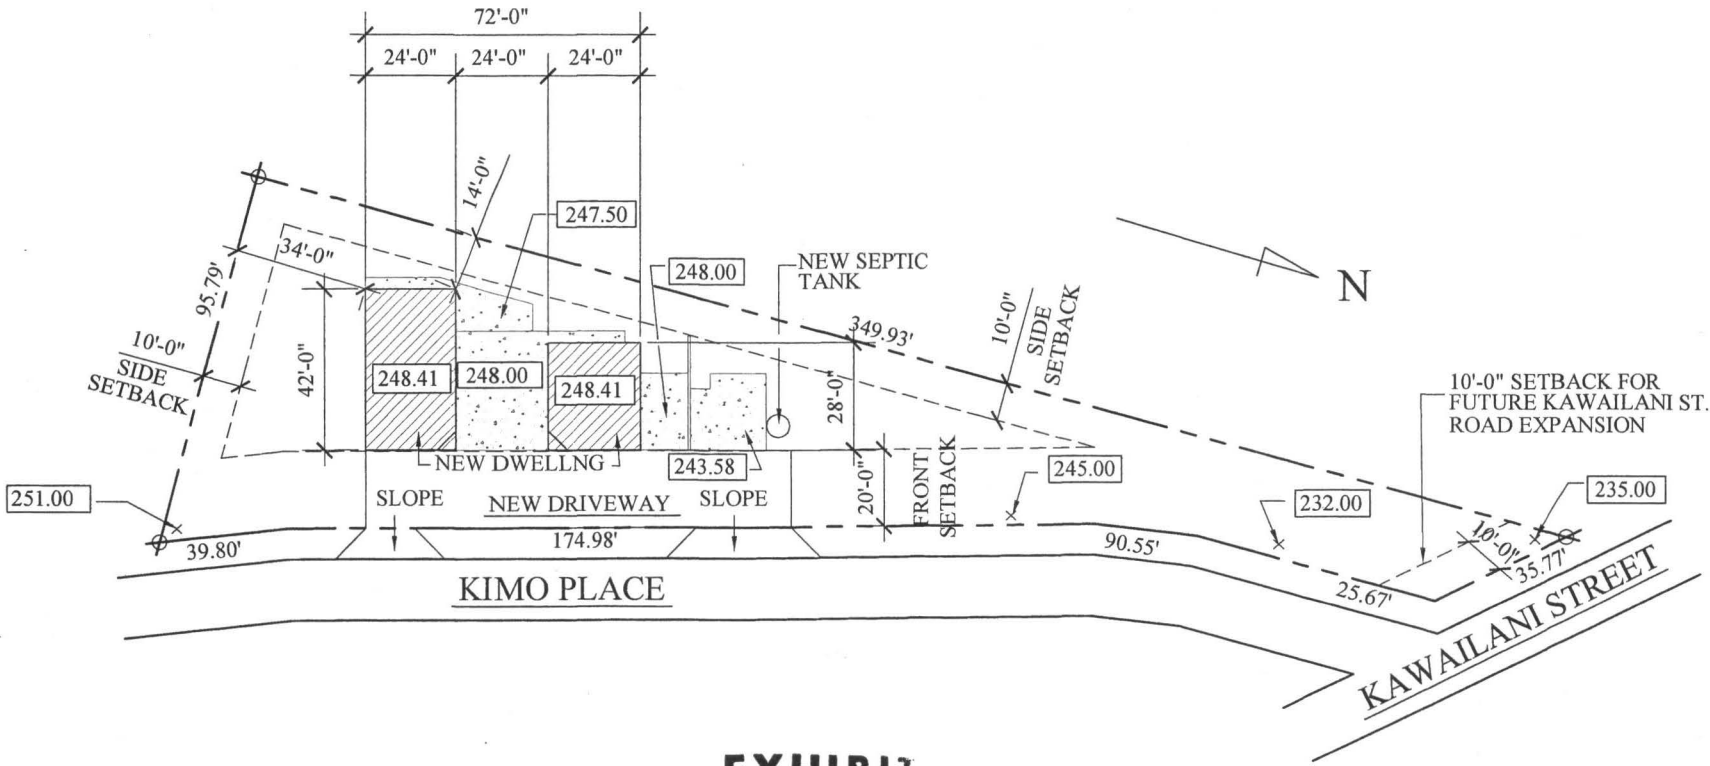 72'-0"
24'-0" 24'-0" 24'-0"
14'-0"
247.50
34'-0"
248.00
NEW SEPTIC
TANK
N
95.79'
349.93'
10'-0"
SIDE
SETBACK
10'-0"
SIDE
SETBACK
42'-0"
248.41
248.00
248.41
28'-0"
10'-0" SETBACK FOR
FUTURE KAWAILANI ST.
ROAD EXPANSION
NEW DWELLNG
243.58
20'-0"
FRONT
SETBACK
245.00
251.00
SLOPE
NEW DRIVEWAY
SLOPE
232.00
235.00
39.80'
174.98'
90.55'
10'-0"
35.77'
25.67'
KIMO PLACE
KAWAILANI STREET
EXHIBIT